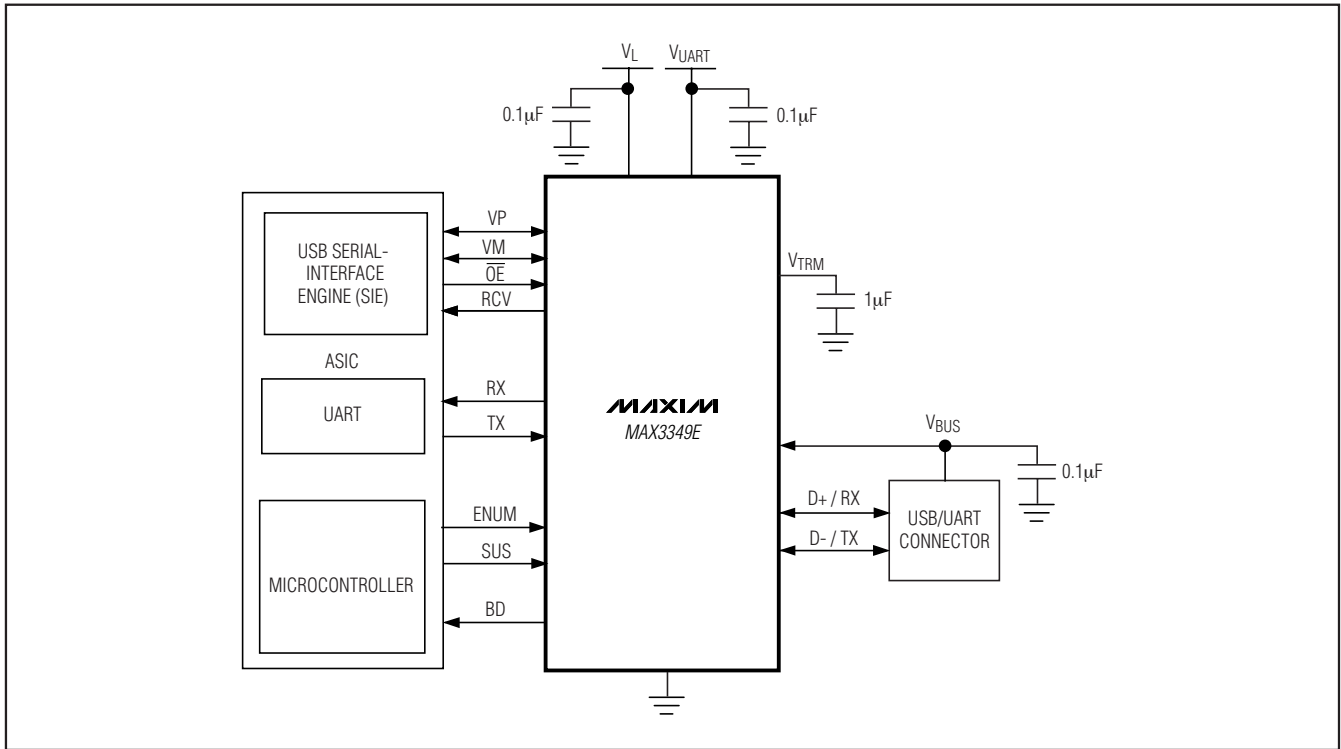 VL VUART
0.1µF 0.1µF
USB SERIAL-
INTERFACE
ENGINE (SIE)
VP
VM
OE
RCV
VTRM
1µF
ASIC
UART
RX
TX
MAXIM
MAX3349E
VBUS
0.1µF
D+ / RX
D- / TX
USB/UART
CONNECTOR
MICROCONTROLLER
ENUM
SUS
BD